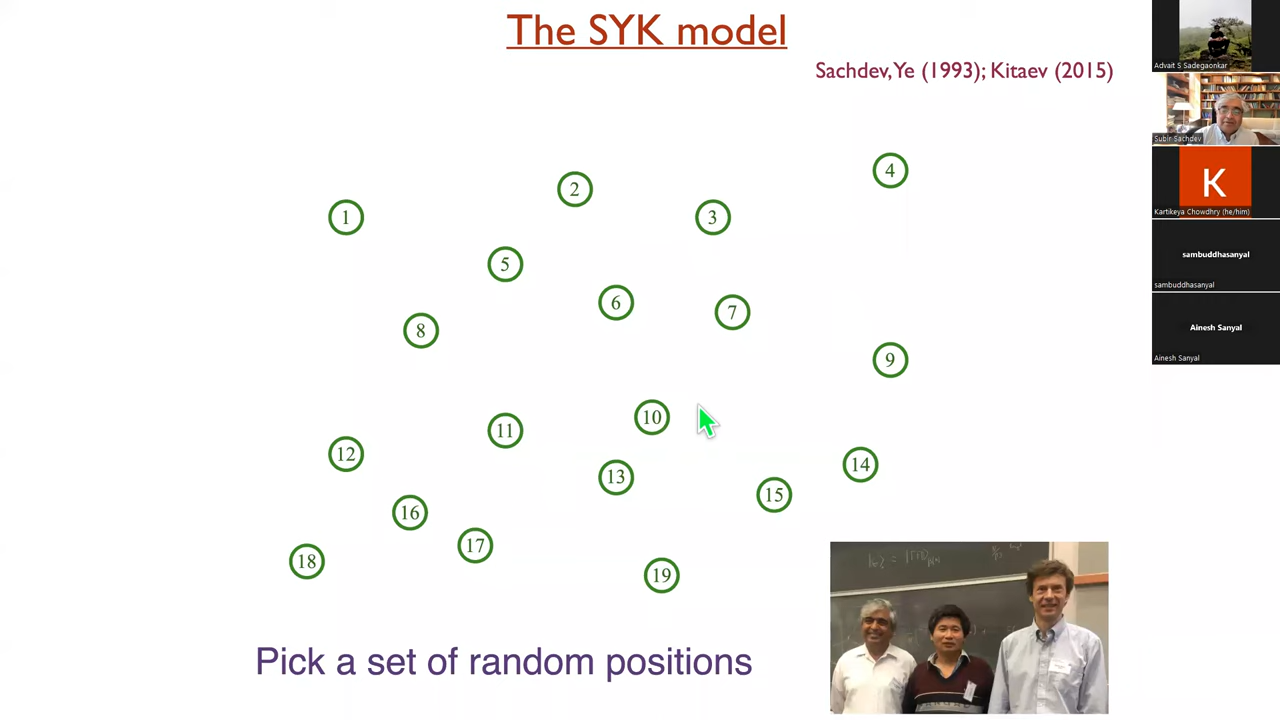 The SYK model
Sachdev, Ye (1993); Kitaev (2015)
1
2
3
4
5
6
7
8
9
10
11
12
13
14
15
16
17
18
19
Pick a set of random positions
Advait S Sadegaonkar
Subir Sachdev
K
Kartikeya Chowdhry (he/him)
sambuddhasanyal
sambuddhasanyal
Ainesh Sanyal
Ainesh Sanyal